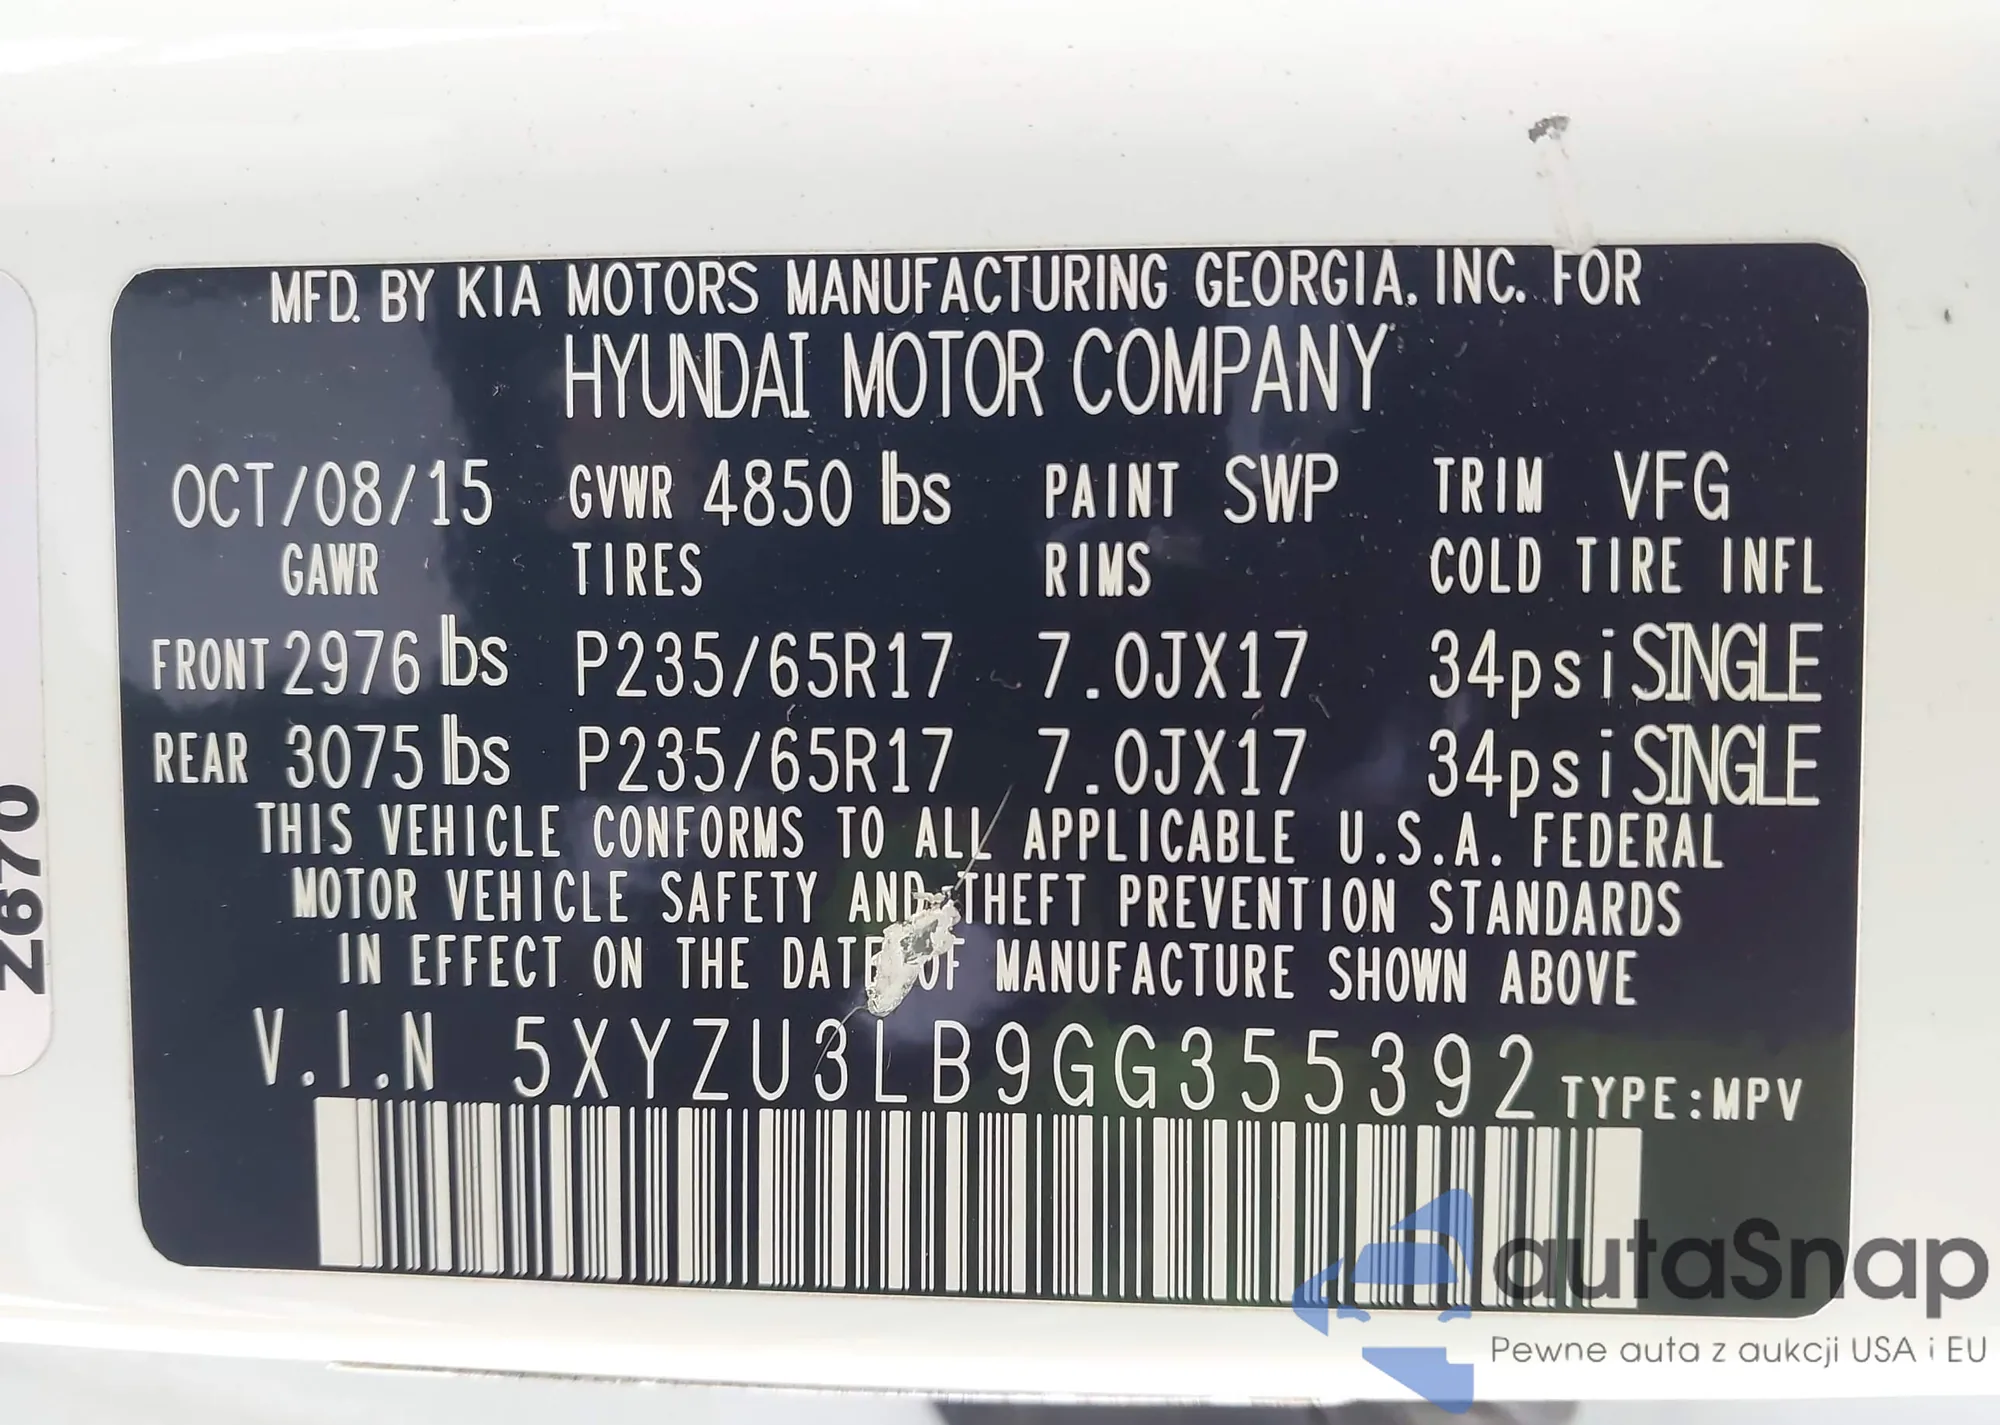 MFD. BY KIA MOTORS MANUFACTURING GEORGIA, INC. FOR
HYUNDAI MOTOR COMPANY
OCT/08/15 GVWR 4850 lbs PAINT SWP TRIM VFG
GAWR TIRES RIMS COLD TIRE INFL
FRONT 2976 lbs P235/65R17 7.0JX17 34psi SINGLE
REAR 3075 lbs P235/65R17 7.0JX17 34psi SINGLE
THIS VEHICLE CONFORMS TO ALL APPLICABLE U.S.A. FEDERAL
MOTOR VEHICLE SAFETY AND THEFT PREVENTION STANDARDS
IN EFFECT ON THE DATE OF MANUFACTURE SHOWN ABOVE
V.I.N 5XYZU3LB9GG355392 TYPE:MPV
Z670
autaSnap
Pewne auta z aukcji USA i EU